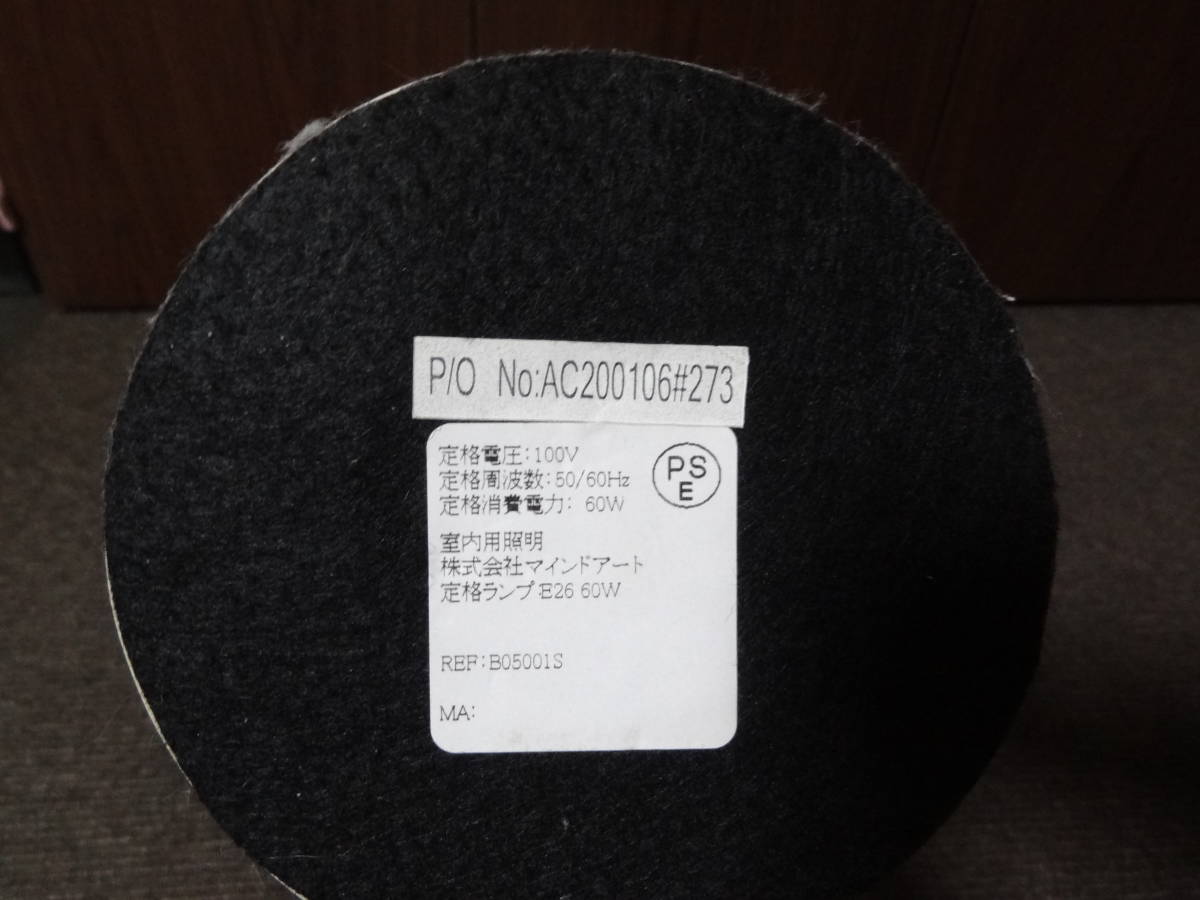 P/O No:AC200106#273
定格電圧:100V
定格周波数:50/60Hz
定格消費電力: 60W
PSE
室内用照明
株式会社マインドアート
定格ランプ:E26 60W
REF:B05001S
MA: